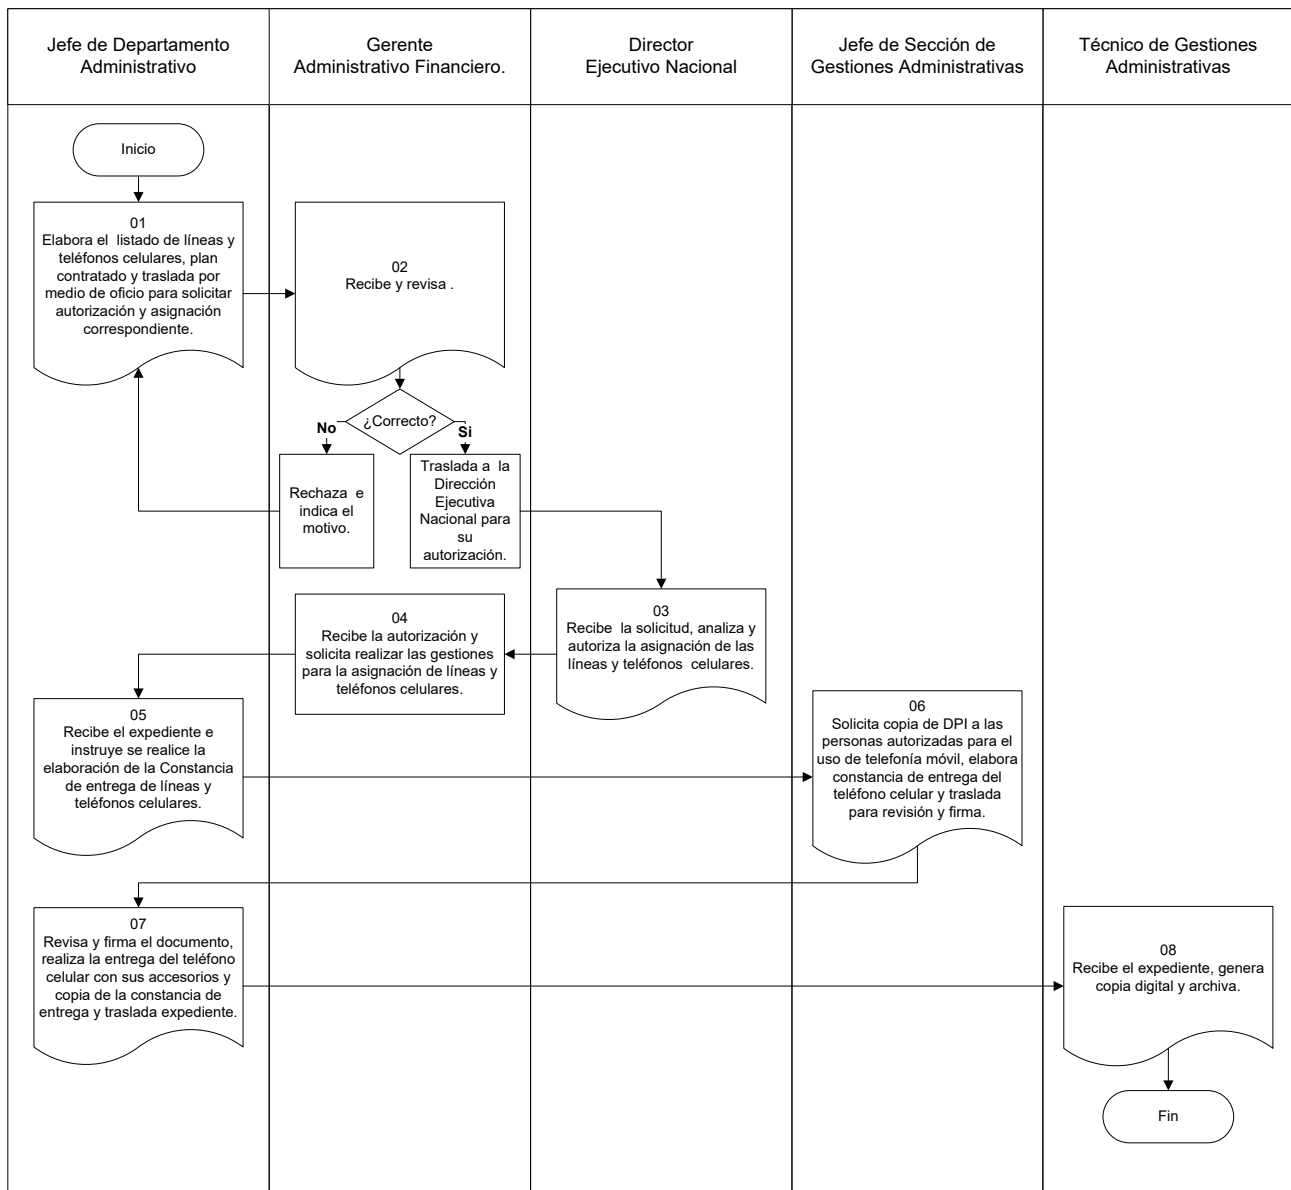 Jefe de Departamento
Administrativo
Gerente
Administrativo Financiero.
Director
Ejecutivo Nacional
Jefe de Sección de
Gestiones Administrativas
Técnico de Gestiones
Administrativas
Inicio
01
Elabora el listado de líneas y
teléfonos celulares, plan
contratado y traslada por
medio de oficio para solicitar
autorización y asignación
correspondiente.
02
Recibe y revisa .
¿Correcto?
No
Si
Rechaza e
indica el
motivo.
Traslada a la
Dirección
Ejecutiva
Nacional para
su
autorización.
03
Recibe la solicitud, analiza y
autoriza la asignación de las
líneas y teléfonos celulares.
04
Recibe la autorización y
solicita realizar las gestiones
para la asignación de líneas y
teléfonos celulares.
05
Recibe el expediente e
instruye se realice la
elaboración de la Constancia
de entrega de líneas y
teléfonos celulares.
06
Solicita copia de DPI a las
personas autorizadas para el
uso de telefonía móvil, elabora
constancia de entrega del
teléfono celular y traslada
para revisión y firma.
07
Revisa y firma el documento,
realiza la entrega del teléfono
celular con sus accesorios y
copia de la constancia de
entrega y traslada expediente.
08
Recibe el expediente, genera
copia digital y archiva.
Fin